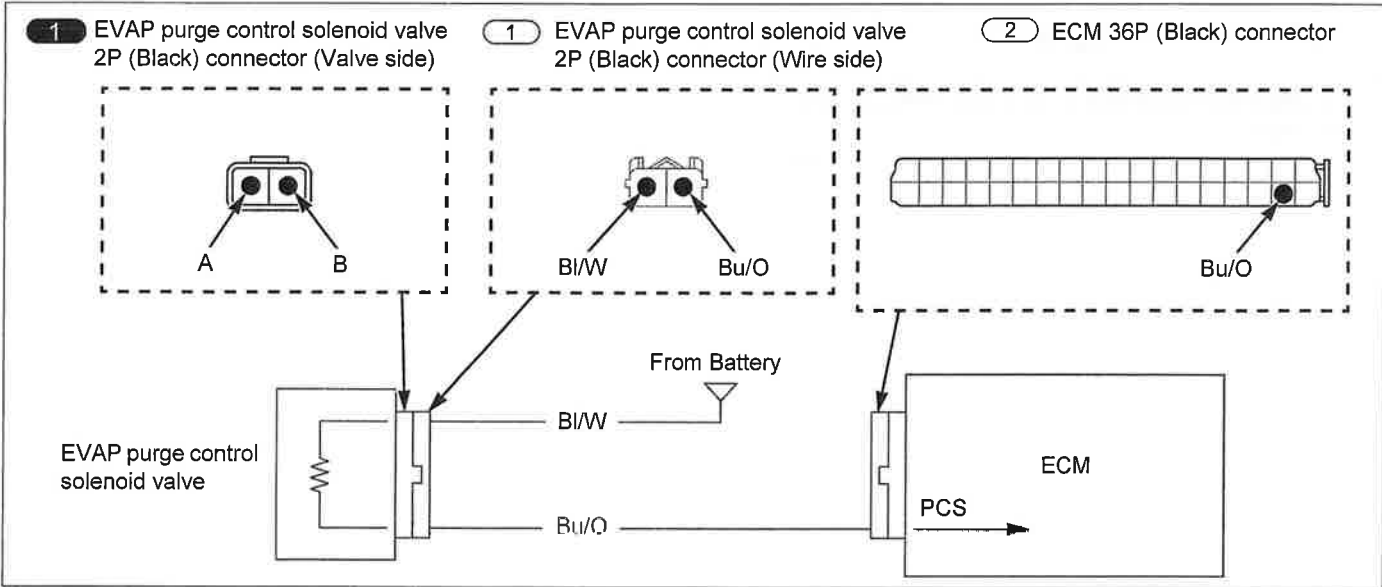 1 EVAP purge control solenoid valve
2P (Black) connector (Valve side)
1 EVAP purge control solenoid valve
2P (Black) connector (Wire side)
2 ECM 36P (Black) connector
A
B
Bl/W
Bu/O
Bu/O
From Battery
Bl/W
EVAP purge control
solenoid valve
ECM
PCS
Bu/O